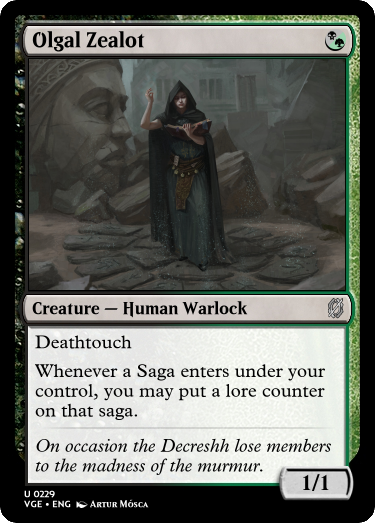 Olgal Zealot
Creature — Human Warlock
Deathtouch
Whenever a Saga enters under your
control, you may put a lore counter
on that saga.
On occasion the Decreshh lose members
to the madness of the murmur.
1/1
U 0229
VGE • ENG Artur Mósca